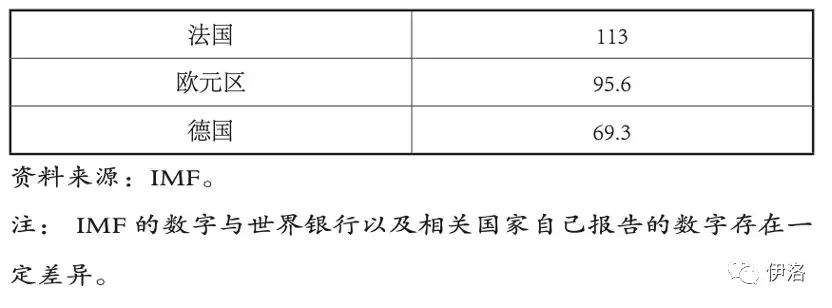 法国 113
欧元区 95.6
德国 69.3
资料来源：IMF。
注： IMF 的数字与世界银行以及相关国家自己报告的数字存在一
定差异。
伊洛